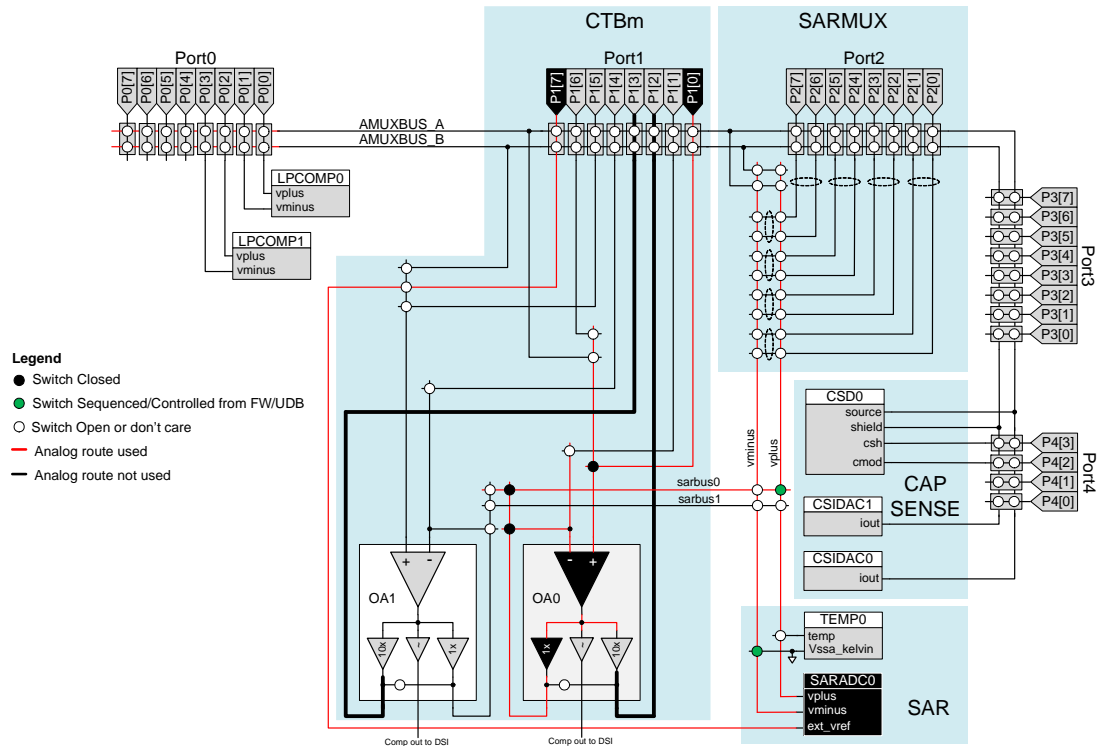 CTBm
SARMUX
Port0
Port1
Port2
P0[7]
P0[6]
P0[5]
P0[4]
P0[3]
P0[2]
P0[1]
P0[0]
P1[7]
P1[6]
P1[5]
P1[4]
P1[3]
P1[2]
P1[1]
P1[0]
P2[7]
P2[6]
P2[5]
P2[4]
P2[3]
P2[2]
P2[1]
P2[0]
AMUXBUS_A
AMUXBUS_B
LPCOMP0
vplus
vminus
LPCOMP1
vplus
vminus
P3[7]
P3[6]
P3[5]
P3[4]
P3[3]
P3[2]
P3[1]
P3[0]
Port3
Legend
Switch Closed
Switch Sequenced/Controlled from FW/UDB
Switch Open or don't care
Analog route used
Analog route not used
CSD0
source
shield
csh
cmod
CAP
SENSE
P4[3]
P4[2]
P4[1]
P4[0]
Port4
vminus
vplus
sarbus0
sarbus1
CSIDAC1
iout
CSIDAC0
iout
+
-
OA1
10x
~
1x
-
+
OA0
1x
~
10x
TEMP0
temp
Vssa_kelvin
SARADC0
vplus
vminus
ext_vref
SAR
Comp out to DSI
Comp out to DSI